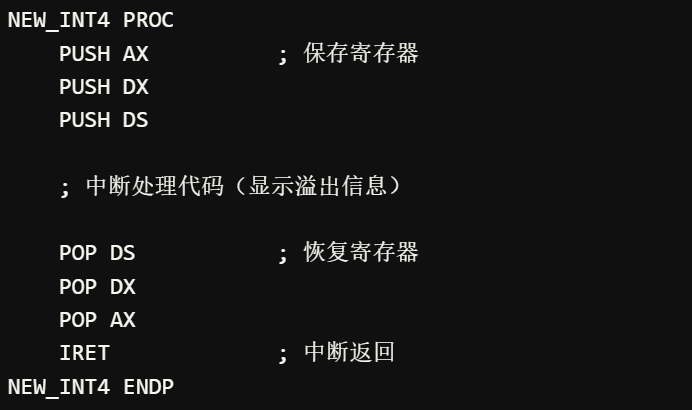 NEW_INT4 PROC
    PUSH AX          ; 保存寄存器
    PUSH DX
    PUSH DS
    ; 中断处理代码（显示溢出信息）
    POP DS           ; 恢复寄存器
    POP DX
    POP AX
    IRET             ; 中断返回
NEW_INT4 ENDP